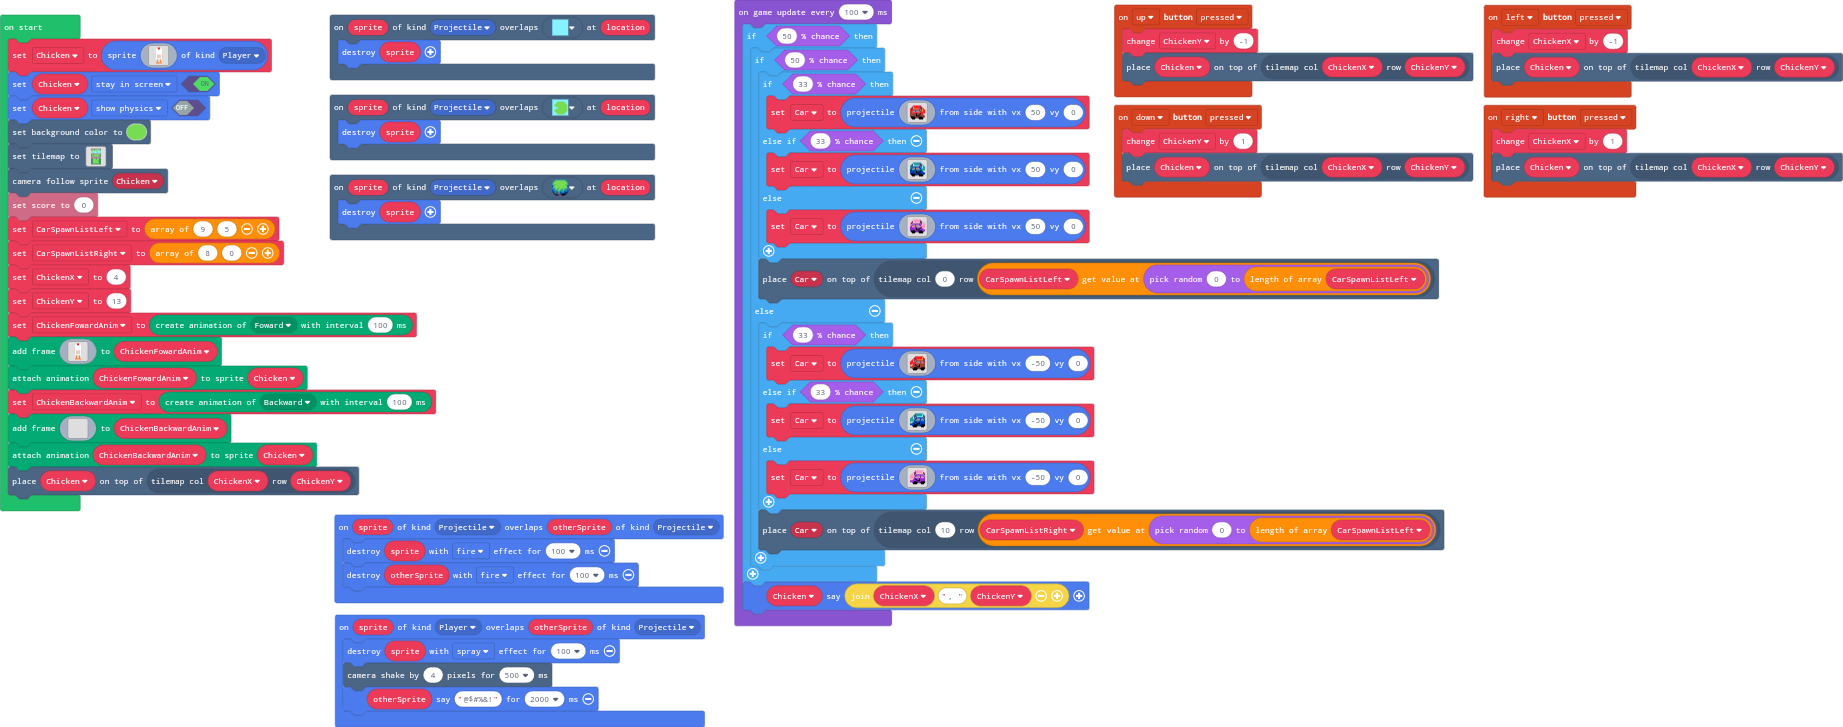 on start
set Chicken to sprite of kind Player
set Chicken stay in screen ON
set Chicken show physics OFF
set background color to
set tilemap to
camera follow sprite Chicken
set score to 0
set CarSpawnListLeft to array of 9 5
set CarSpawnListRight to array of 8 0
set ChickenX to 4
set ChickenY to 13
set ChickenFowardAnim to create animation of Foward with interval 100 ms
add frame to ChickenFowardAnim
attach animation ChickenFowardAnim to sprite Chicken
set ChickenBackwardAnim to create animation of Backward with interval 100 ms
add frame to ChickenBackwardAnim
attach animation ChickenBackwardAnim to sprite Chicken
place Chicken on top of tilemap col ChickenX row ChickenY
on sprite of kind Projectile overlaps at location
destroy sprite
on sprite of kind Projectile overlaps at location
destroy sprite
on sprite of kind Projectile overlaps at location
destroy sprite
on sprite of kind Projectile overlaps otherSprite of kind Projectile
destroy sprite with fire effect for 100 ms
destroy otherSprite with fire effect for 100 ms
on sprite of kind Player overlaps otherSprite of kind Projectile
destroy sprite with spray effect for 100 ms
camera shake by 4 pixels for 500 ms
otherSprite say "@$#%&!" for 2000 ms
on game update every 100 ms
if 50 % chance then
if 50 % chance then
if 33 % chance then
set Car to projectile from side with vx 50 vy 0
else if 33 % chance then
set Car to projectile from side with vx 50 vy 0
else
set Car to projectile from side with vx 50 vy 0
place Car on top of tilemap col 0 row CarSpawnListLeft get value at pick random 0 to length of array CarSpawnListLeft
else
if 33 % chance then
set Car to projectile from side with vx -50 vy 0
else if 33 % chance then
set Car to projectile from side with vx -50 vy 0
else
set Car to projectile from side with vx -50 vy 0
place Car on top of tilemap col 10 row CarSpawnListRight get value at pick random 0 to length of array CarSpawnListLeft
Chicken say join ChickenX " , " ChickenY
on up button pressed
change ChickenY by -1
place Chicken on top of tilemap col ChickenX row ChickenY
on down button pressed
change ChickenY by 1
place Chicken on top of tilemap col ChickenX row ChickenY
on left button pressed
change ChickenX by -1
place Chicken on top of tilemap col ChickenX row ChickenY
on right button pressed
change ChickenX by 1
place Chicken on top of tilemap col ChickenX row ChickenY